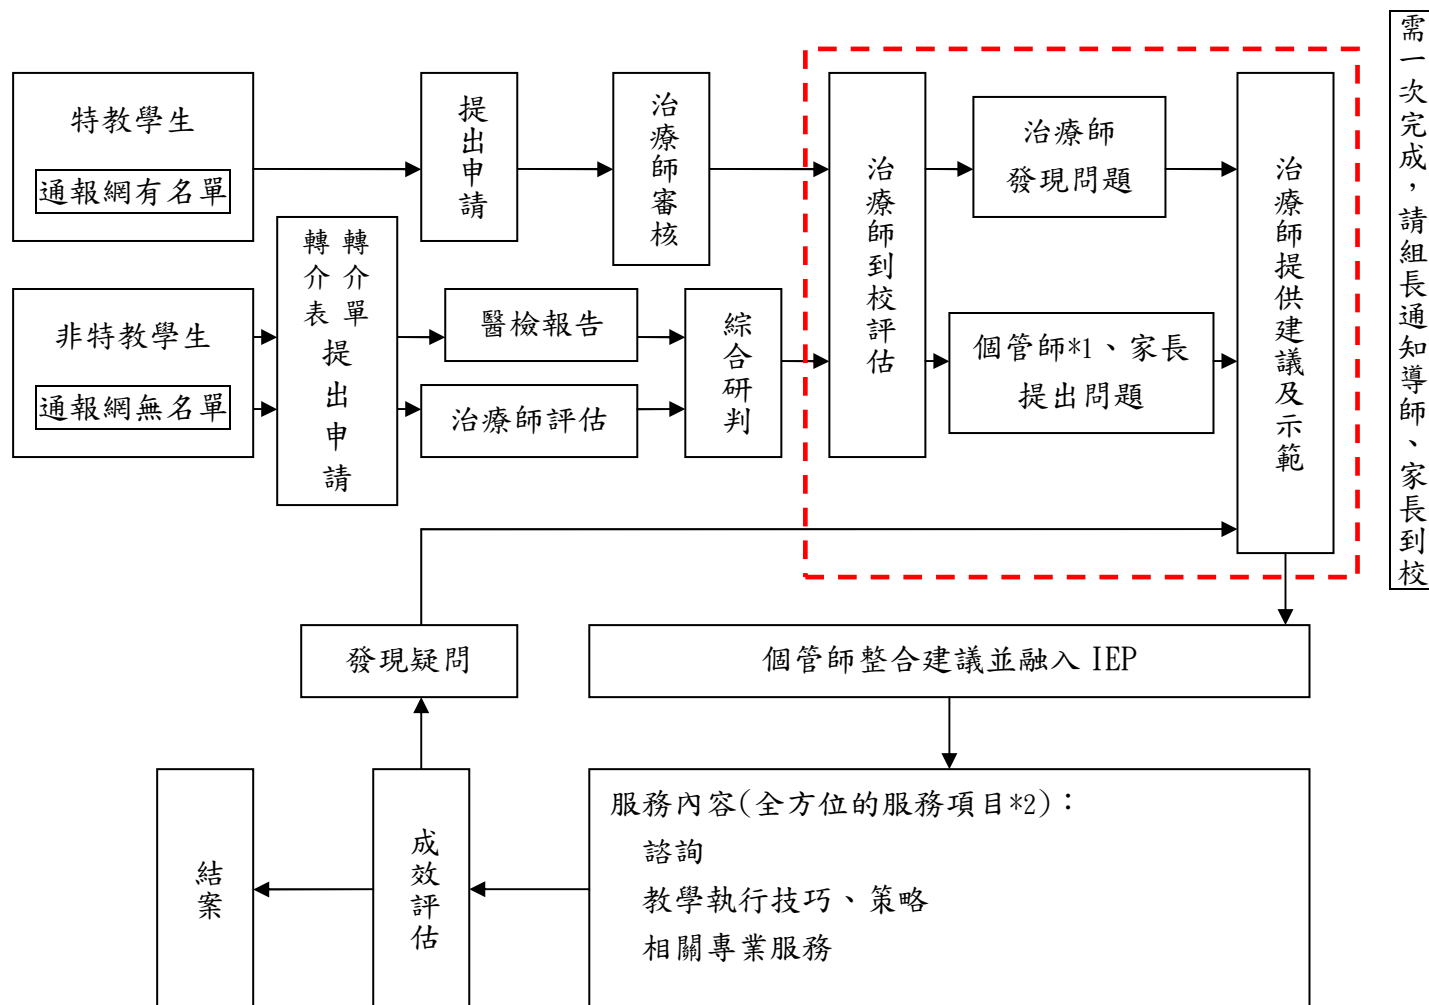 特教學生
通報網有名單
提出申請
治療師審核
非特教學生
通報網無名單
轉介單
轉介表
提出申請
醫檢報告
治療師評估
綜合研判
治療師到校評估
治療師
發現問題
個管師*1、家長
提出問題
治療師提供建議及示範
需一次完成，請組長通知導師、家長到校
發現疑問
個管師整合建議並融入 IEP
結案
成效評估
服務內容(全方位的服務項目*2)：
諮詢
教學執行技巧、策略
相關專業服務